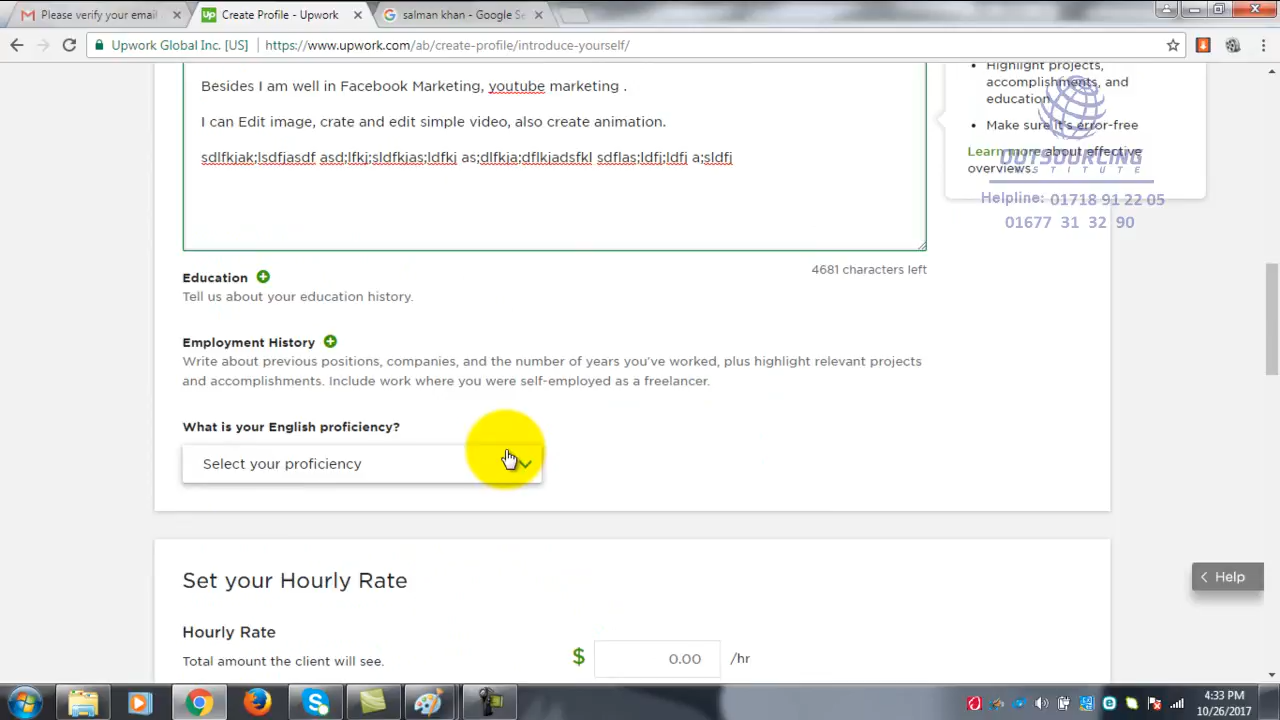 Please verify your email
Create Profile - Upwork
salman khan - Google Se
Upwork Global Inc. [US]
https://www.upwork.com/ab/create-profile/introduce-yourself/
Besides I am well in Facebook Marketing, youtube marketing .
I can Edit image, crate and edit simple video, also create animation.
sdlfkjak;lsdfjasdf asd;lfkj;sldfkjas;ldfkj as;dlfkja;dflkjadsfkl sdflas;ldfj;ldfj a;sldfj
Highlight projects,
accomplishments, and
education
Make sure it's error-free
Learn more about effective
overviews.
OUTSOURCING
INSTITUTE
Helpline: 01718 91 22 05
01677 31 32 90
4681 characters left
Education
Tell us about your education history.
Employment History
Write about previous positions, companies, and the number of years you've worked, plus highlight relevant projects
and accomplishments. Include work where you were self-employed as a freelancer.
What is your English proficiency?
Select your proficiency
Set your Hourly Rate
Help
Hourly Rate
Total amount the client will see.
$ 0.00 /hr
4:33 PM
10/26/2017